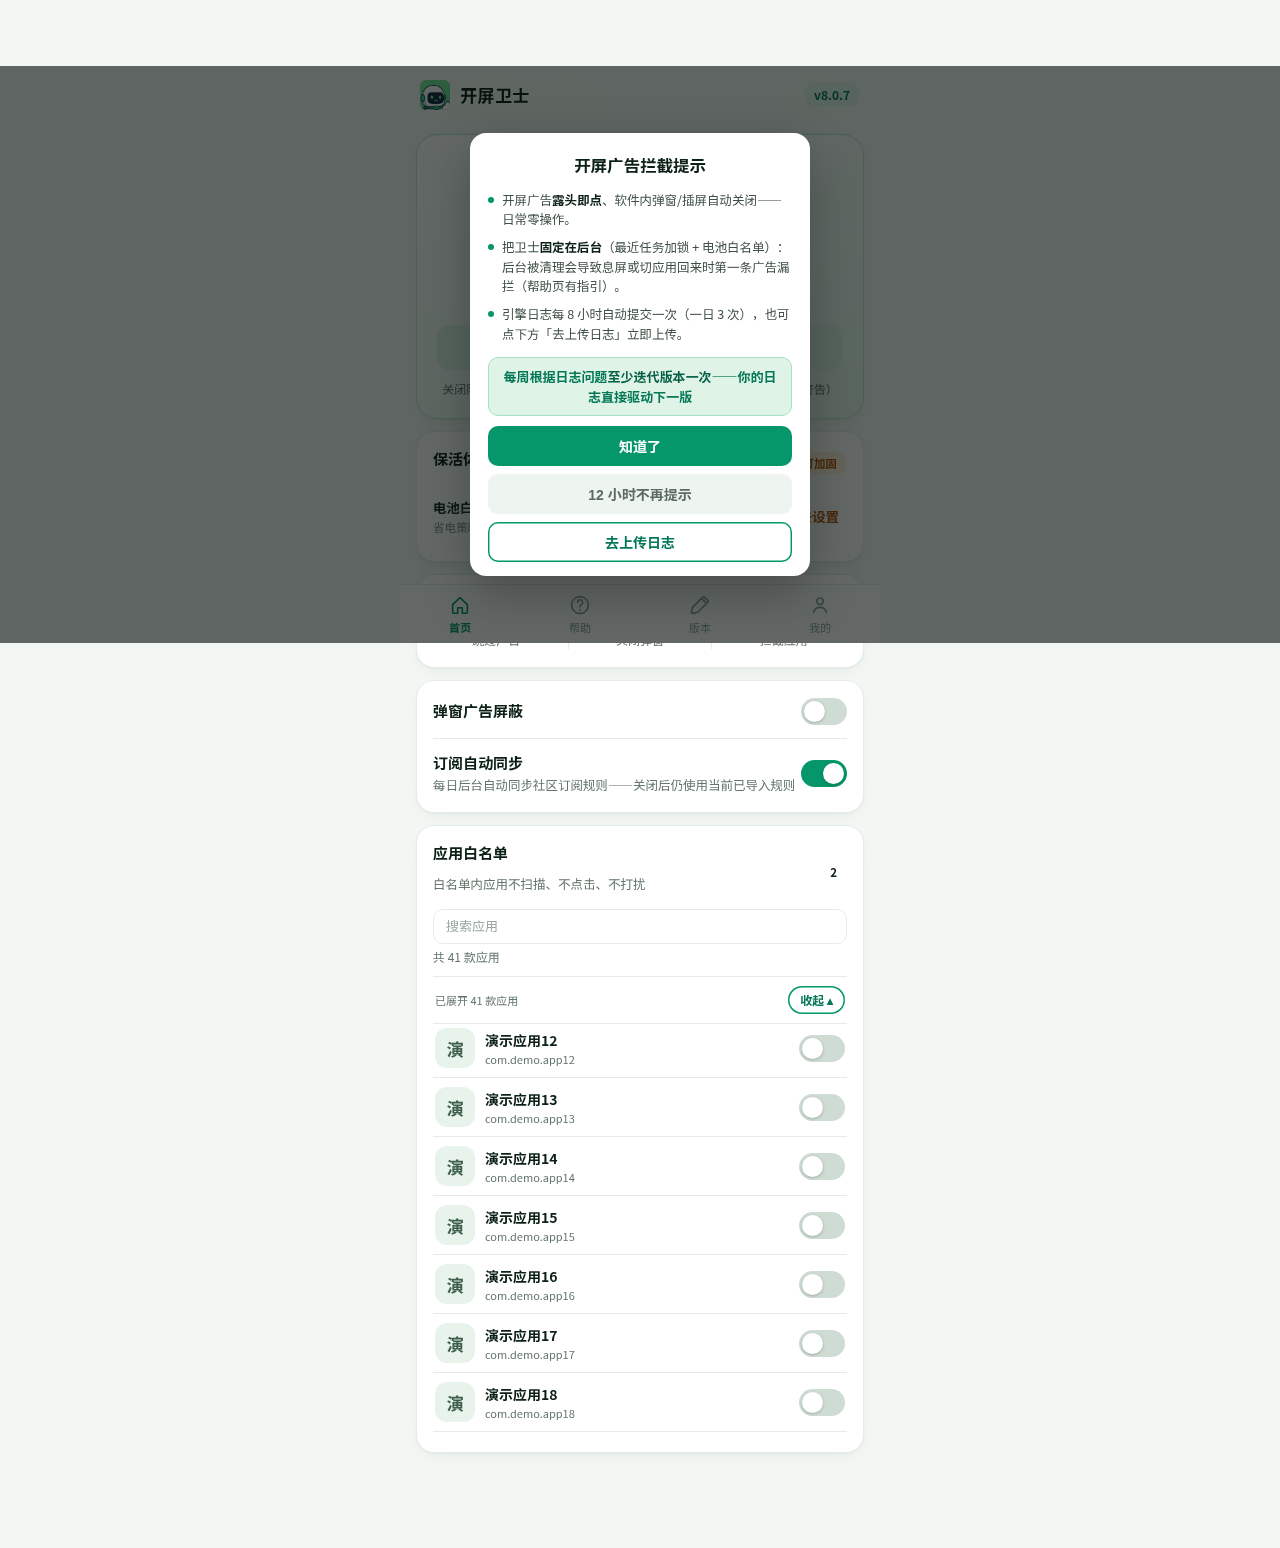 开屏卫士
v8.0.7
开屏广告拦截提示
开屏广告露头即点、软件内弹窗/插屏自动关闭——
日常零操作。
把卫士固定在后台（最近任务加锁 + 电池白名单）：
后台被清理会导致息屏或切应用回来时第一条广告漏
拦（帮助页有指引）。
引擎日志每 8 小时自动提交一次（一日 3 次），也可
点下方「去上传日志」立即上传。
每周根据日志问题至少迭代版本一次——你的日
志直接驱动下一版
知道了
12 小时不再提示
去上传日志
关闭
告）
保活
加固
电池白
省电策
设置
首页
帮助
版本
我的
弹窗广告屏蔽
订阅自动同步
每日后台自动同步社区订阅规则——关闭后仍使用当前已导入规则
应用白名单
2
白名单内应用不扫描、不点击、不打扰
搜索应用
共 41 款应用
已展开 41 款应用
收起 ▴
演
演示应用12
com.demo.app12
演
演示应用13
com.demo.app13
演
演示应用14
com.demo.app14
演
演示应用15
com.demo.app15
演
演示应用16
com.demo.app16
演
演示应用17
com.demo.app17
演
演示应用18
com.demo.app18